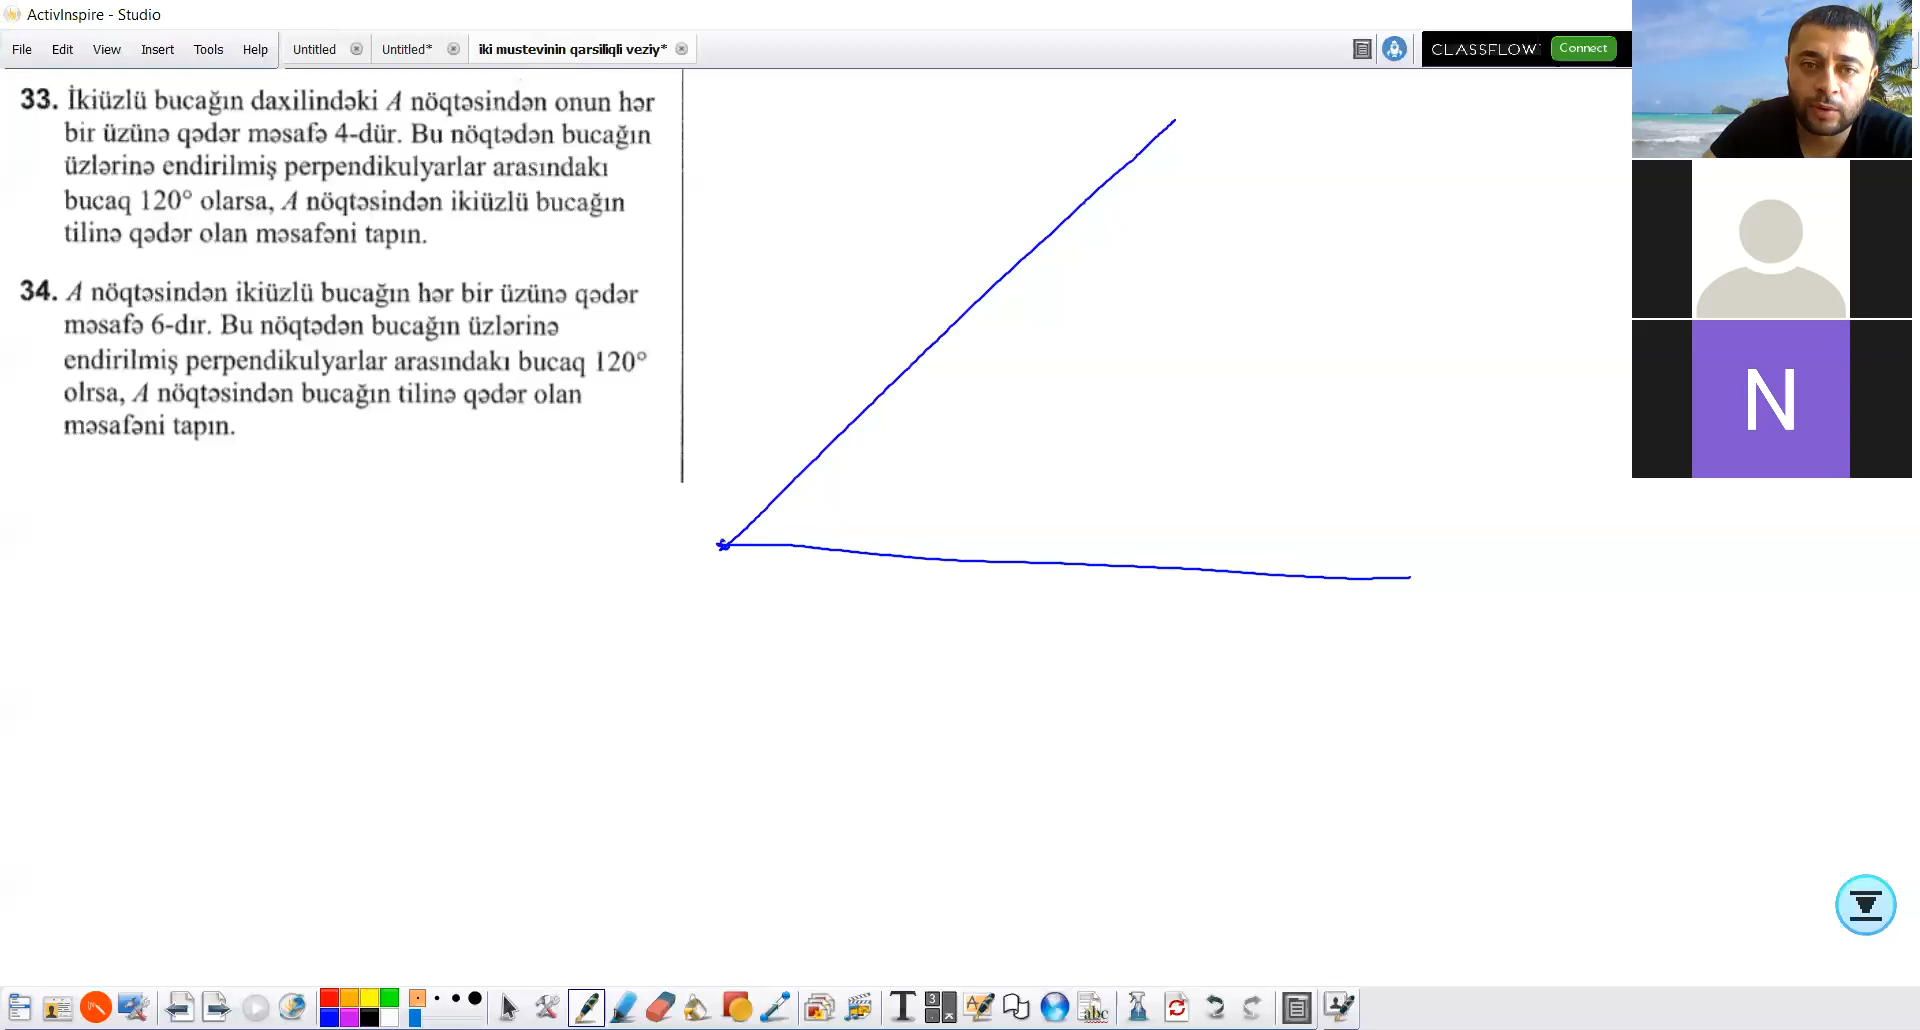 ActivInspire - Studio
File Edit View Insert Tools Help Untitled Untitled* iki mustevinin qarsiliqli veziy* CLASSFLOW Connect
33. İkiüzlü bucağın daxilindəki A nöqtəsindən onun hər
bir üzünə qədər məsafə 4-dür. Bu nöqtədən bucağın
üzlərinə endirilmiş perpendikulyarlar arasındakı
bucaq 120° olarsa, A nöqtəsindən ikiüzlü bucağın
tilinə qədər olan məsafəni tapın.
34. A nöqtəsindən ikiüzlü bucağın hər bir üzünə qədər
məsafə 6-dır. Bu nöqtədən bucağın üzlərinə
endirilmiş perpendikulyarlar arasındakı bucaq 120°
olrsa, A nöqtəsindən bucağın tilinə qədər olan
məsafəni tapın.
N